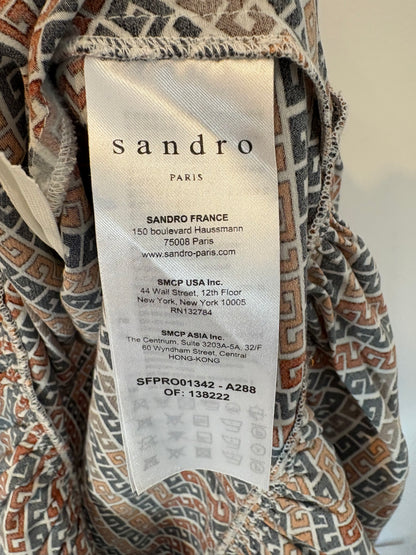 sandro
PARIS
SANDRO FRANCE
150 boulevard Haussmann
75008 Paris
www.sandro-paris.com
SMCP USA Inc.
44 Wall Street, 12th Floor
New York, New York 10005
RN132784
SMCP ASIA Inc.
The Centrium, Suite 3203A-5A, 32/F
60 Wyndham Street, Central
HONG-KONG
SFPRO01342 - A288
OF: 138222